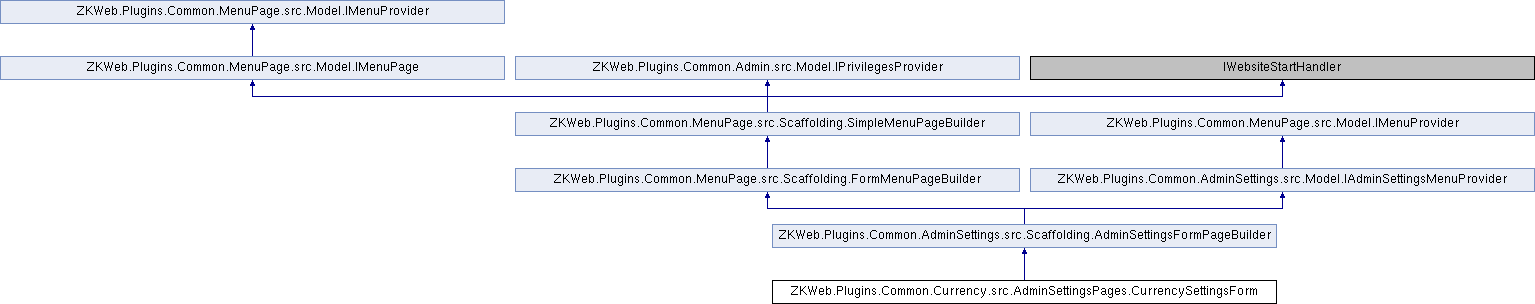 ZKWeb.Plugins.Common.MenuPage.src.Model.IMenuProvider
ZKWeb.Plugins.Common.MenuPage.src.Model.IMenuPage
ZKWeb.Plugins.Common.Admin.src.Model.IPrivilegesProvider
IWebsiteStartHandler
ZKWeb.Plugins.Common.MenuPage.src.Scaffolding.SimpleMenuPageBuilder
ZKWeb.Plugins.Common.MenuPage.src.Model.IMenuProvider
ZKWeb.Plugins.Common.MenuPage.src.Scaffolding.FormMenuPageBuilder
ZKWeb.Plugins.Common.AdminSettings.src.Model.IAdminSettingsMenuProvider
ZKWeb.Plugins.Common.AdminSettings.src.Scaffolding.AdminSettingsFormPageBuilder
ZKWeb.Plugins.Common.Currency.src.AdminSettingsPages.CurrencySettingsForm